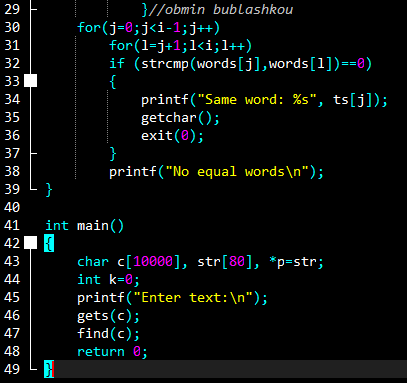 29 }//obmin bublashkou
30 for(j=0;j<i-1;j++)
31 for(l=j+1;l<i;l++)
32 if (strcmp(words[j],words[l])==0)
33 {
34 printf("Same word: %s", ts[j]);
35 getchar();
36 exit(0);
37 }
38 printf("No equal words\n");
39 }
40
41 int main()
42 {
43 char c[10000], str[80], *p=str;
44 int k=0;
45 printf("Enter text:\n");
46 gets(c);
47 find(c);
48 return 0;
49 }